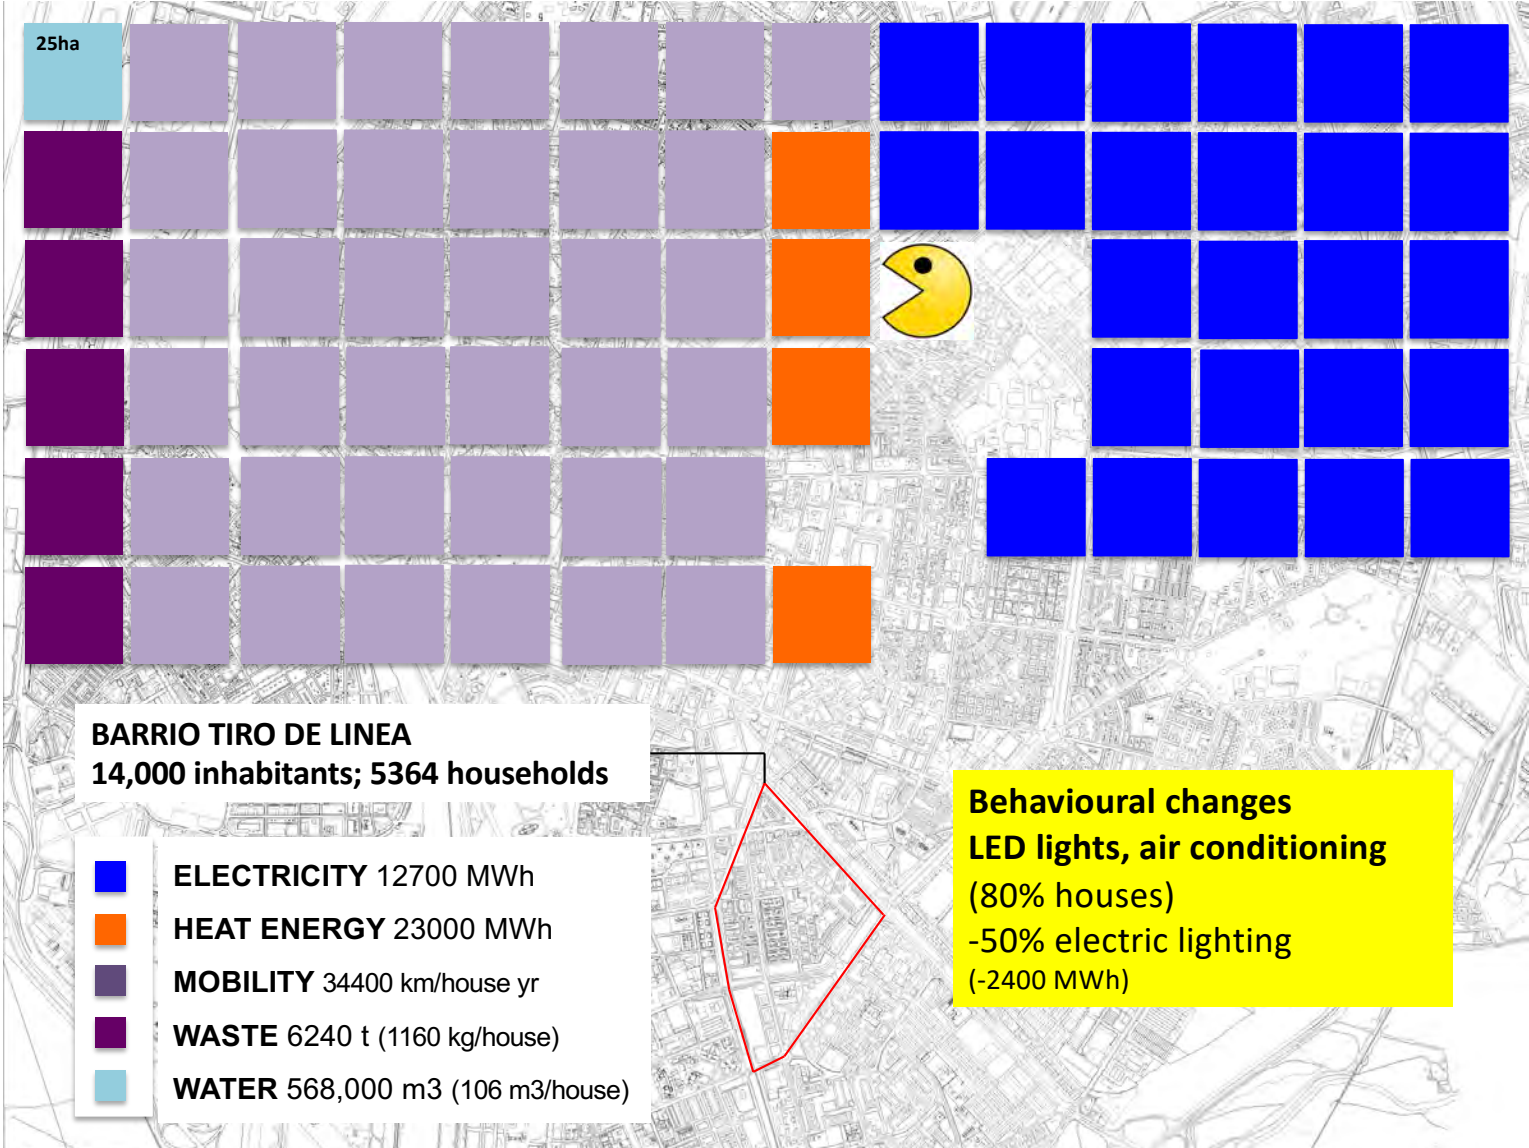 25ha
BARRIO TIRO DE LINEA
14,000 inhabitants; 5364 households
ELECTRICITY 12700 MWh
HEAT ENERGY 23000 MWh
MOBILITY 34400 km/house yr
WASTE 6240 t (1160 kg/house)
WATER 568,000 m3 (106 m3/house)
Behavioural changes
LED lights, air conditioning
(80% houses)
-50% electric lighting
(-2400 MWh)